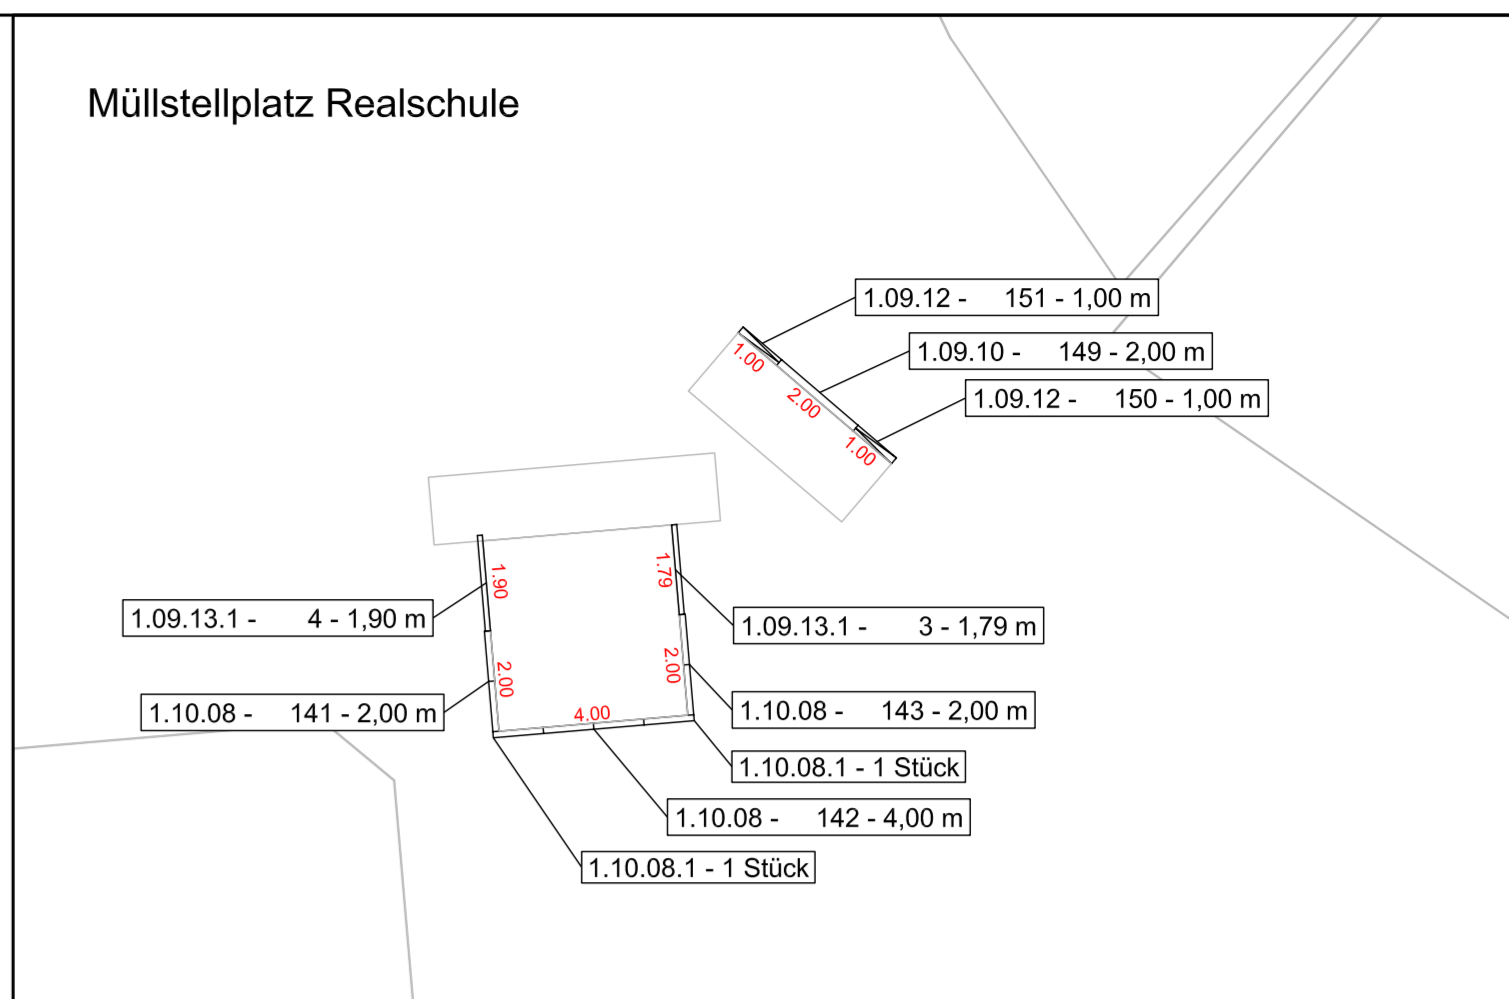 Müllstellplatz Realschule
1.09.12 - 151 - 1,00 m
1.09.10 - 149 - 2,00 m
1.09.12 - 150 - 1,00 m
1.00
2.00
1.00
1.90
1.79
1.09.13.1 - 4 - 1,90 m
1.09.13.1 - 3 - 1,79 m
2.00
2.00
1.10.08 - 141 - 2,00 m
4.00
1.10.08 - 143 - 2,00 m
1.10.08.1 - 1 Stück
1.10.08 - 142 - 4,00 m
1.10.08.1 - 1 Stück